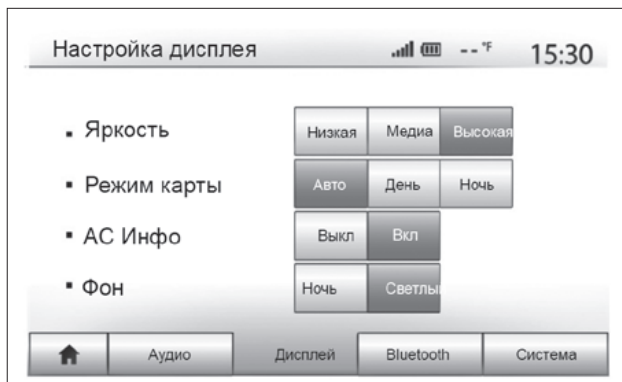 Настройка дисплея -- °F 15:30
Яркость Низкая Медиа Высокая
Режим карты Авто День Ночь
АС Инфо Выкл Вкл
Фон Ночь Светлы
Аудио Дисплей Bluetooth Система